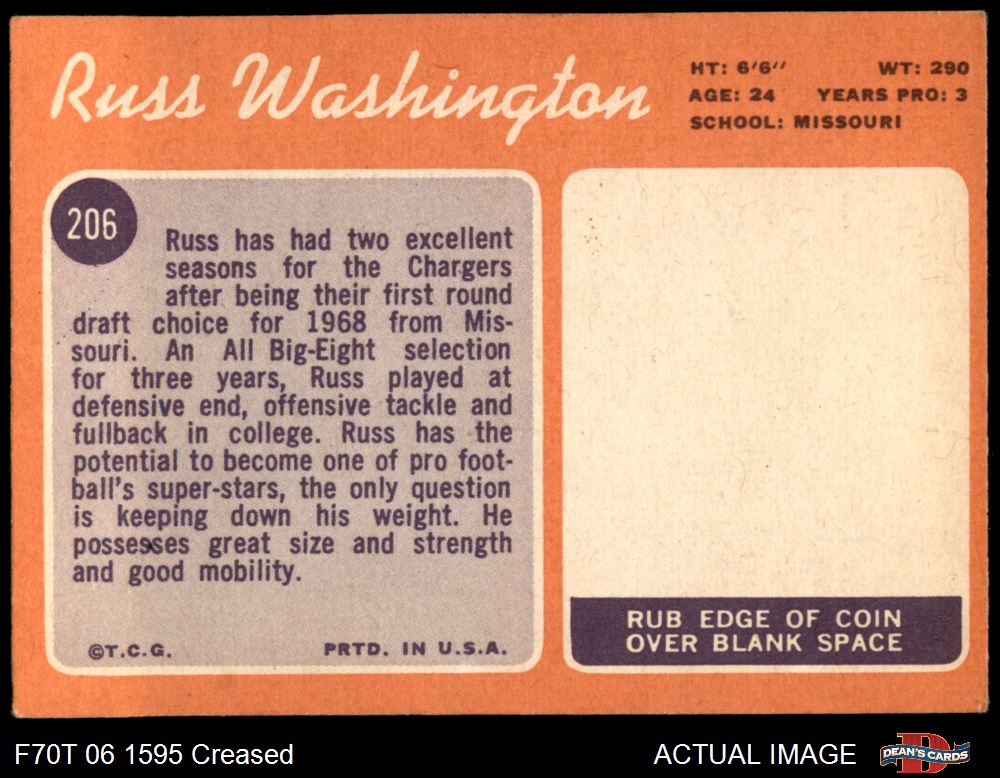 Russ Washington
HT: 6'6" WT: 290
AGE: 24 YEARS PRO: 3
SCHOOL: MISSOURI
206
Russ has had two excellent
seasons for the Chargers
after being their first round
draft choice for 1968 from Mis-
souri. An All Big-Eight selection
for three years, Russ played at
defensive end, offensive tackle and
fullback in college. Russ has the
potential to become one of pro foot-
ball's super-stars, the only question
is keeping down his weight. He
possesses great size and strength
and good mobility.
©T.C.G. PRTD. IN U.S.A.
RUB EDGE OF COIN
OVER BLANK SPACE
F70T 06 1595 Creased
ACTUAL IMAGE
DEAN'S CARDS